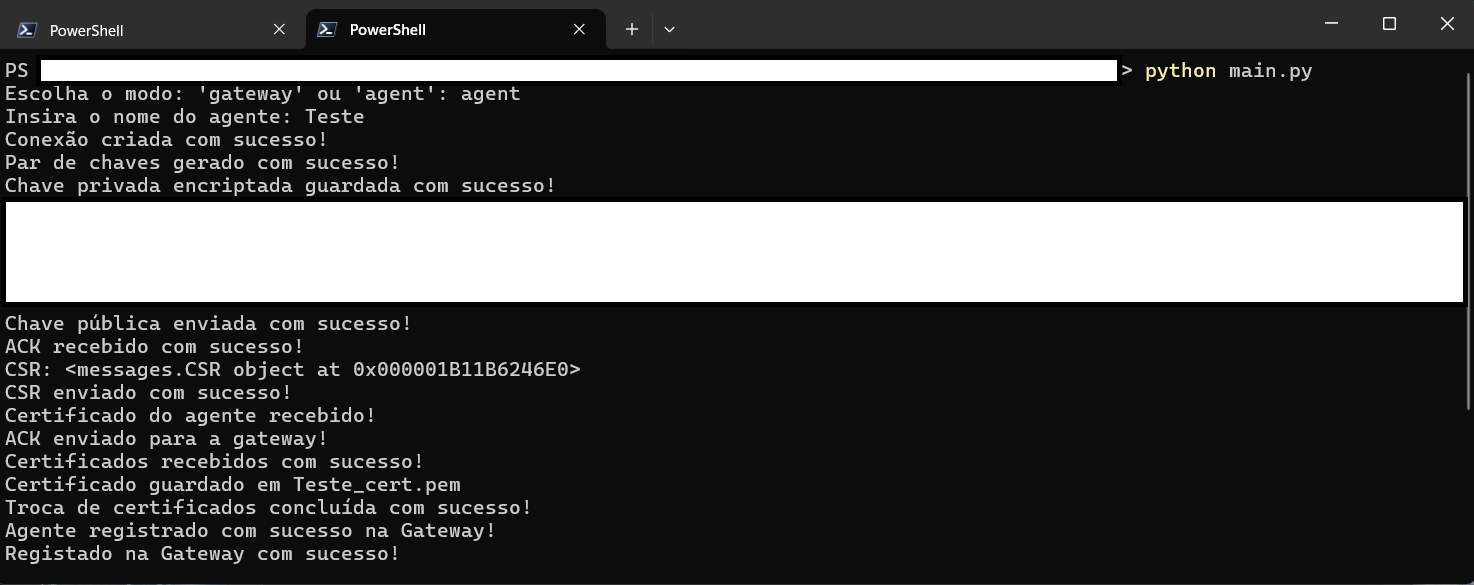 PowerShell
PowerShell
PS > python main.py
Escolha o modo: 'gateway' ou 'agent': agent
Insira o nome do agente: Teste
Conexão criada com sucesso!
Par de chaves gerado com sucesso!
Chave privada encriptada guardada com sucesso!
Chave pública enviada com sucesso!
ACK recebido com sucesso!
CSR: <messages.CSR object at 0x000001B11B6246E0>
CSR enviado com sucesso!
Certificado do agente recebido!
ACK enviado para a gateway!
Certificados recebidos com sucesso!
Certificado guardado em Teste_cert.pem
Troca de certificados concluída com sucesso!
Agente registrado com sucesso na Gateway!
Registado na Gateway com sucesso!